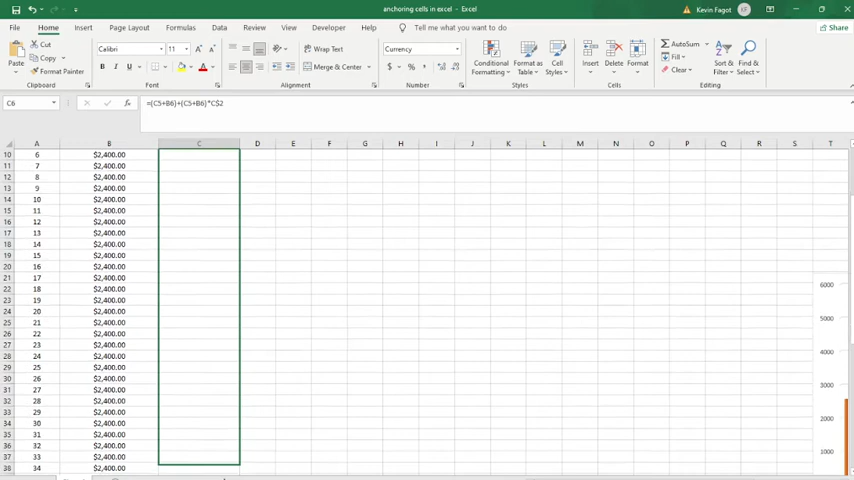 anchoring cells in excel - Excel
Kevin Fagot KF
File Home Insert Page Layout Formulas Data Review View Help Tell me what you do want to do Share
Cut
Copy
Format Painter
Paste
Clipboard
Calibri 11
B I U
Font
Wrap Text
Merge & Center
Alignment
Currency
$ % ,
Number
Conditional Formatting
Format as Table
Cell Styles
Styles
Insert Delete Format
Cells
AutoSum
Fill
Clear
Sort & Filter
Find & Select
Editing
C6 fx =(C5+B6)+(C5+B6)*C$2
A B C D E F G H I J K L M N O P Q R S T
10 6 $2,400.00
11 7 $2,400.00
12 8 $2,400.00
13 9 $2,400.00
14 10 $2,400.00
15 11 $2,400.00
16 12 $2,400.00
17 13 $2,400.00
18 14 $2,400.00
19 15 $2,400.00
20 16 $2,400.00
21 17 $2,400.00
22 18 $2,400.00
23 19 $2,400.00
24 20 $2,400.00
25 21 $2,400.00
26 22 $2,400.00
27 23 $2,400.00
28 24 $2,400.00
29 25 $2,400.00
30 26 $2,400.00
31 27 $2,400.00
32 28 $2,400.00
33 29 $2,400.00
34 30 $2,400.00
35 31 $2,400.00
36 32 $2,400.00
37 33 $2,400.00
38 34 $2,400.00
6000
5000
4000
3000
2000
1000